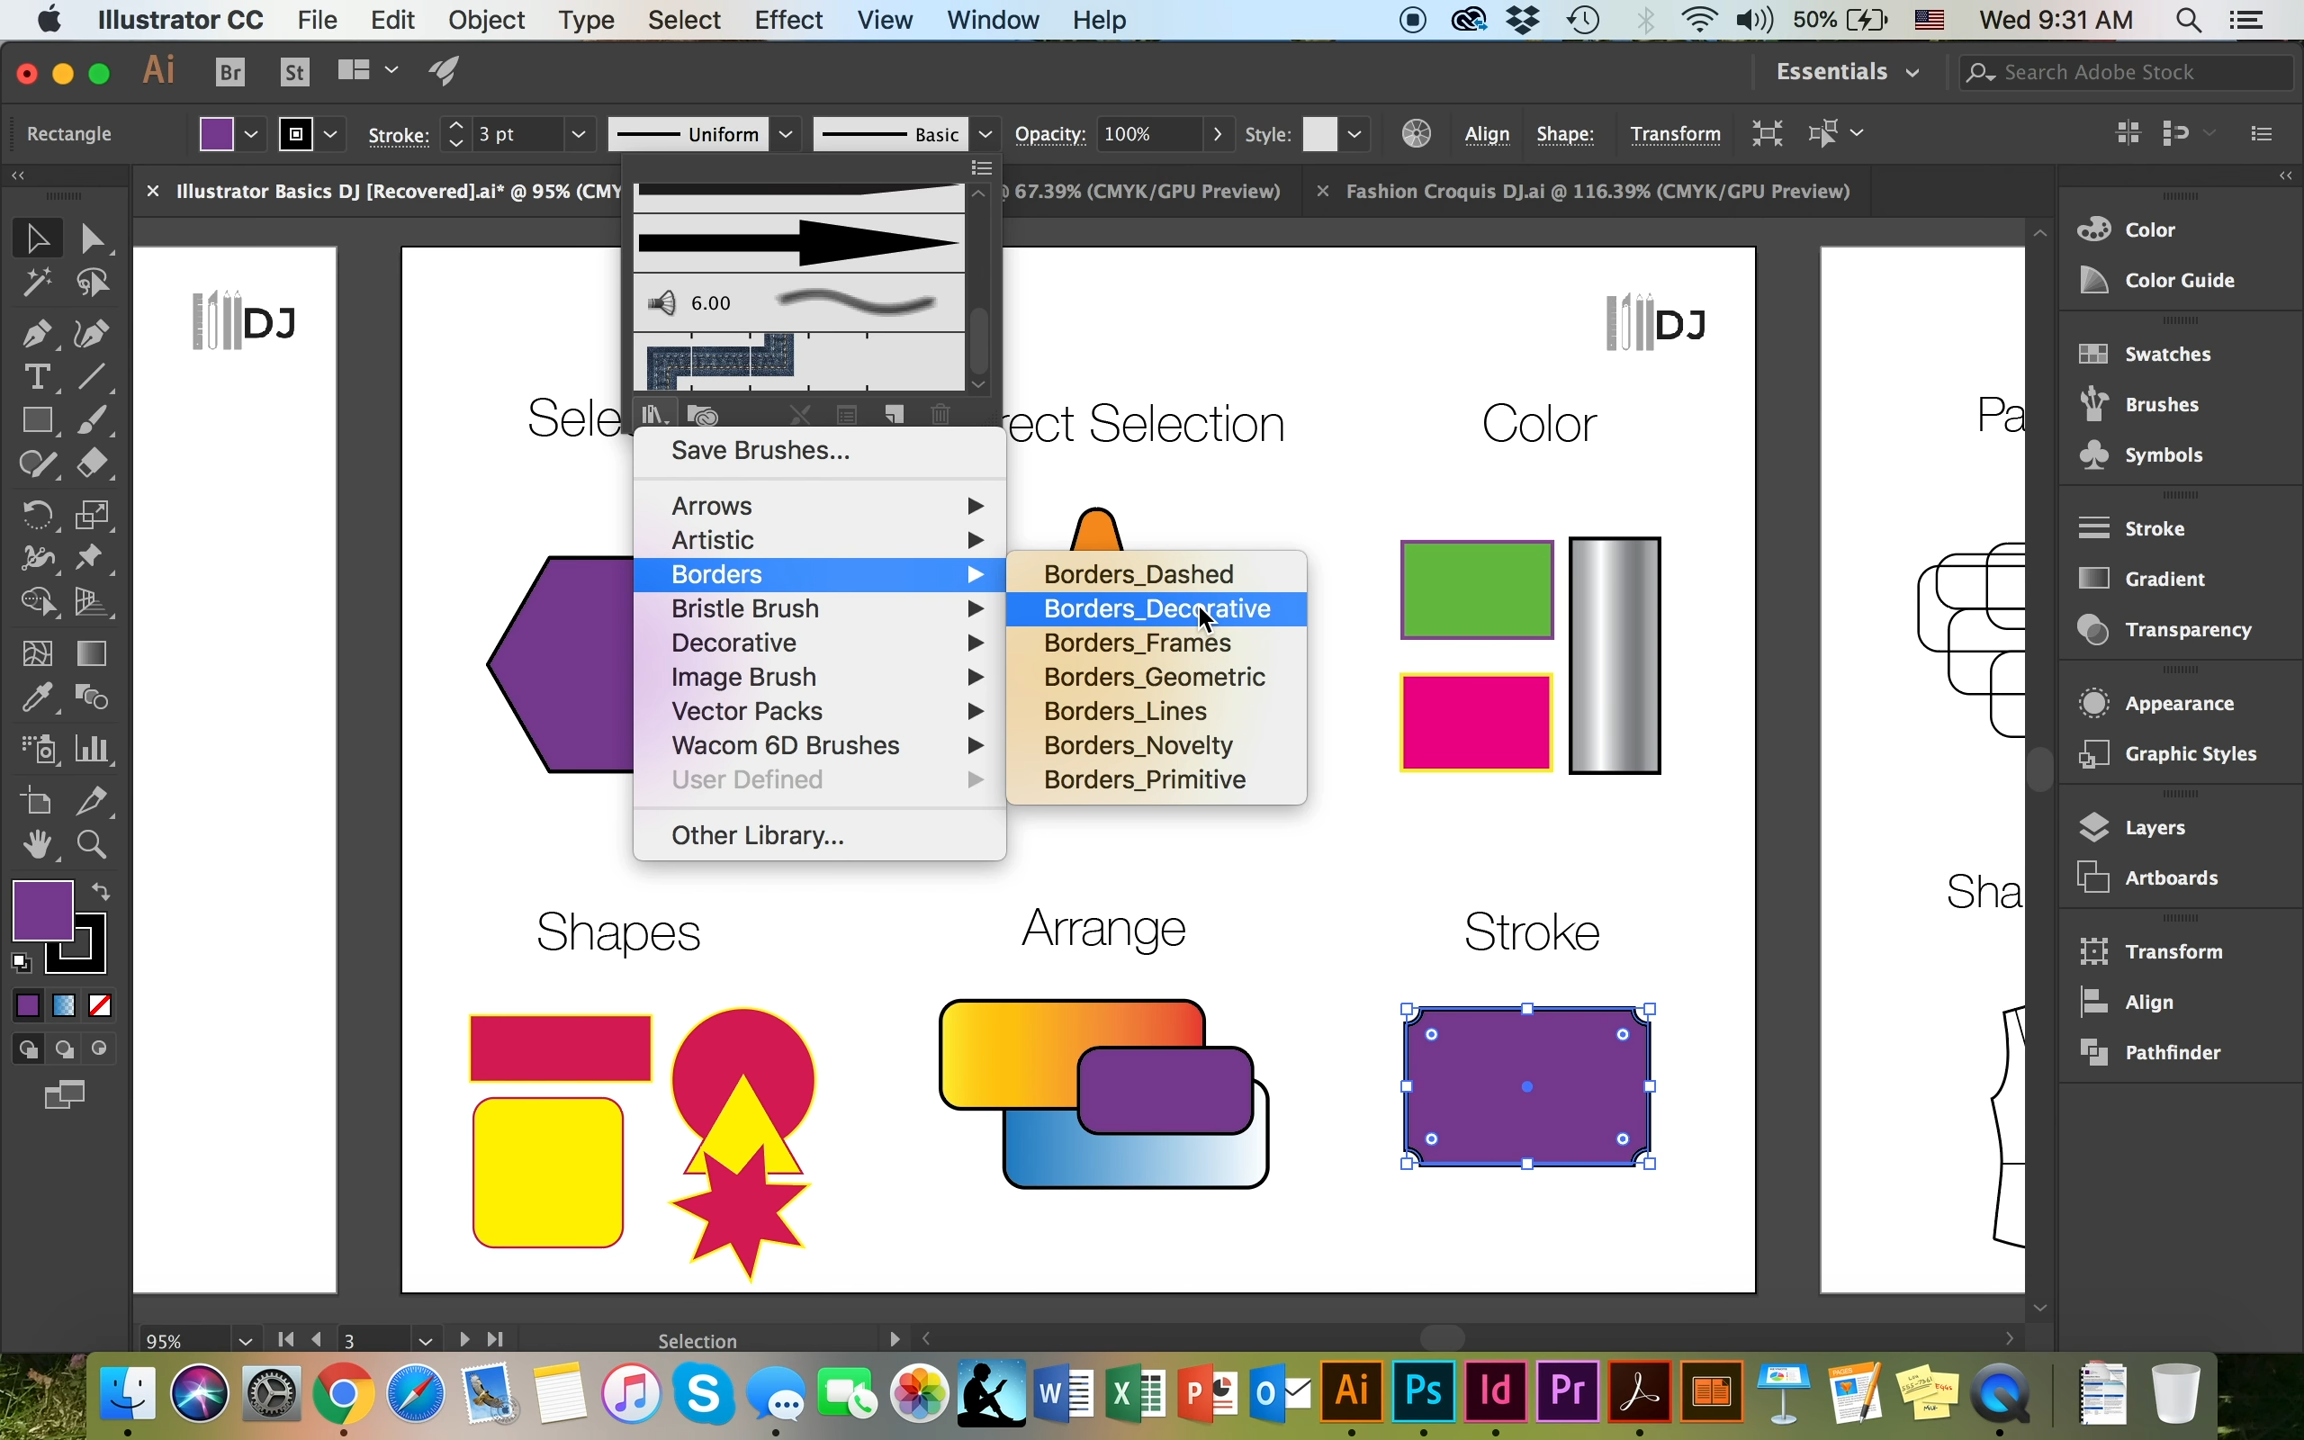 Illustrator CC File Edit Object Type Select Effect View Window Help 50% Wed 9:31 AM
Ai Br St Essentials Search Adobe Stock
Rectangle Stroke: 3 pt Uniform Basic Opacity: 100% Style: Align Shape: Transform
Illustrator Basics DJ [Recovered].ai* @ 95% (CMY
67.39% (CMYK/GPU Preview)
Fashion Croquis DJ.ai @ 116.39% (CMYK/GPU Preview)
6.00
DJ
DJ
Sele
rect Selection
Color
Pa
Save Brushes...
Arrows
Artistic
Borders
Bristle Brush
Decorative
Image Brush
Vector Packs
Wacom 6D Brushes
User Defined
Other Library...
Borders_Dashed
Borders_Decorative
Borders_Frames
Borders_Geometric
Borders_Lines
Borders_Novelty
Borders_Primitive
Shapes
Arrange
Stroke
Sha
Color
Color Guide
Swatches
Brushes
Symbols
Stroke
Gradient
Transparency
Appearance
Graphic Styles
Layers
Artboards
Transform
Align
Pathfinder
95% 3 Selection
W X P O Ai Ps Id Pr